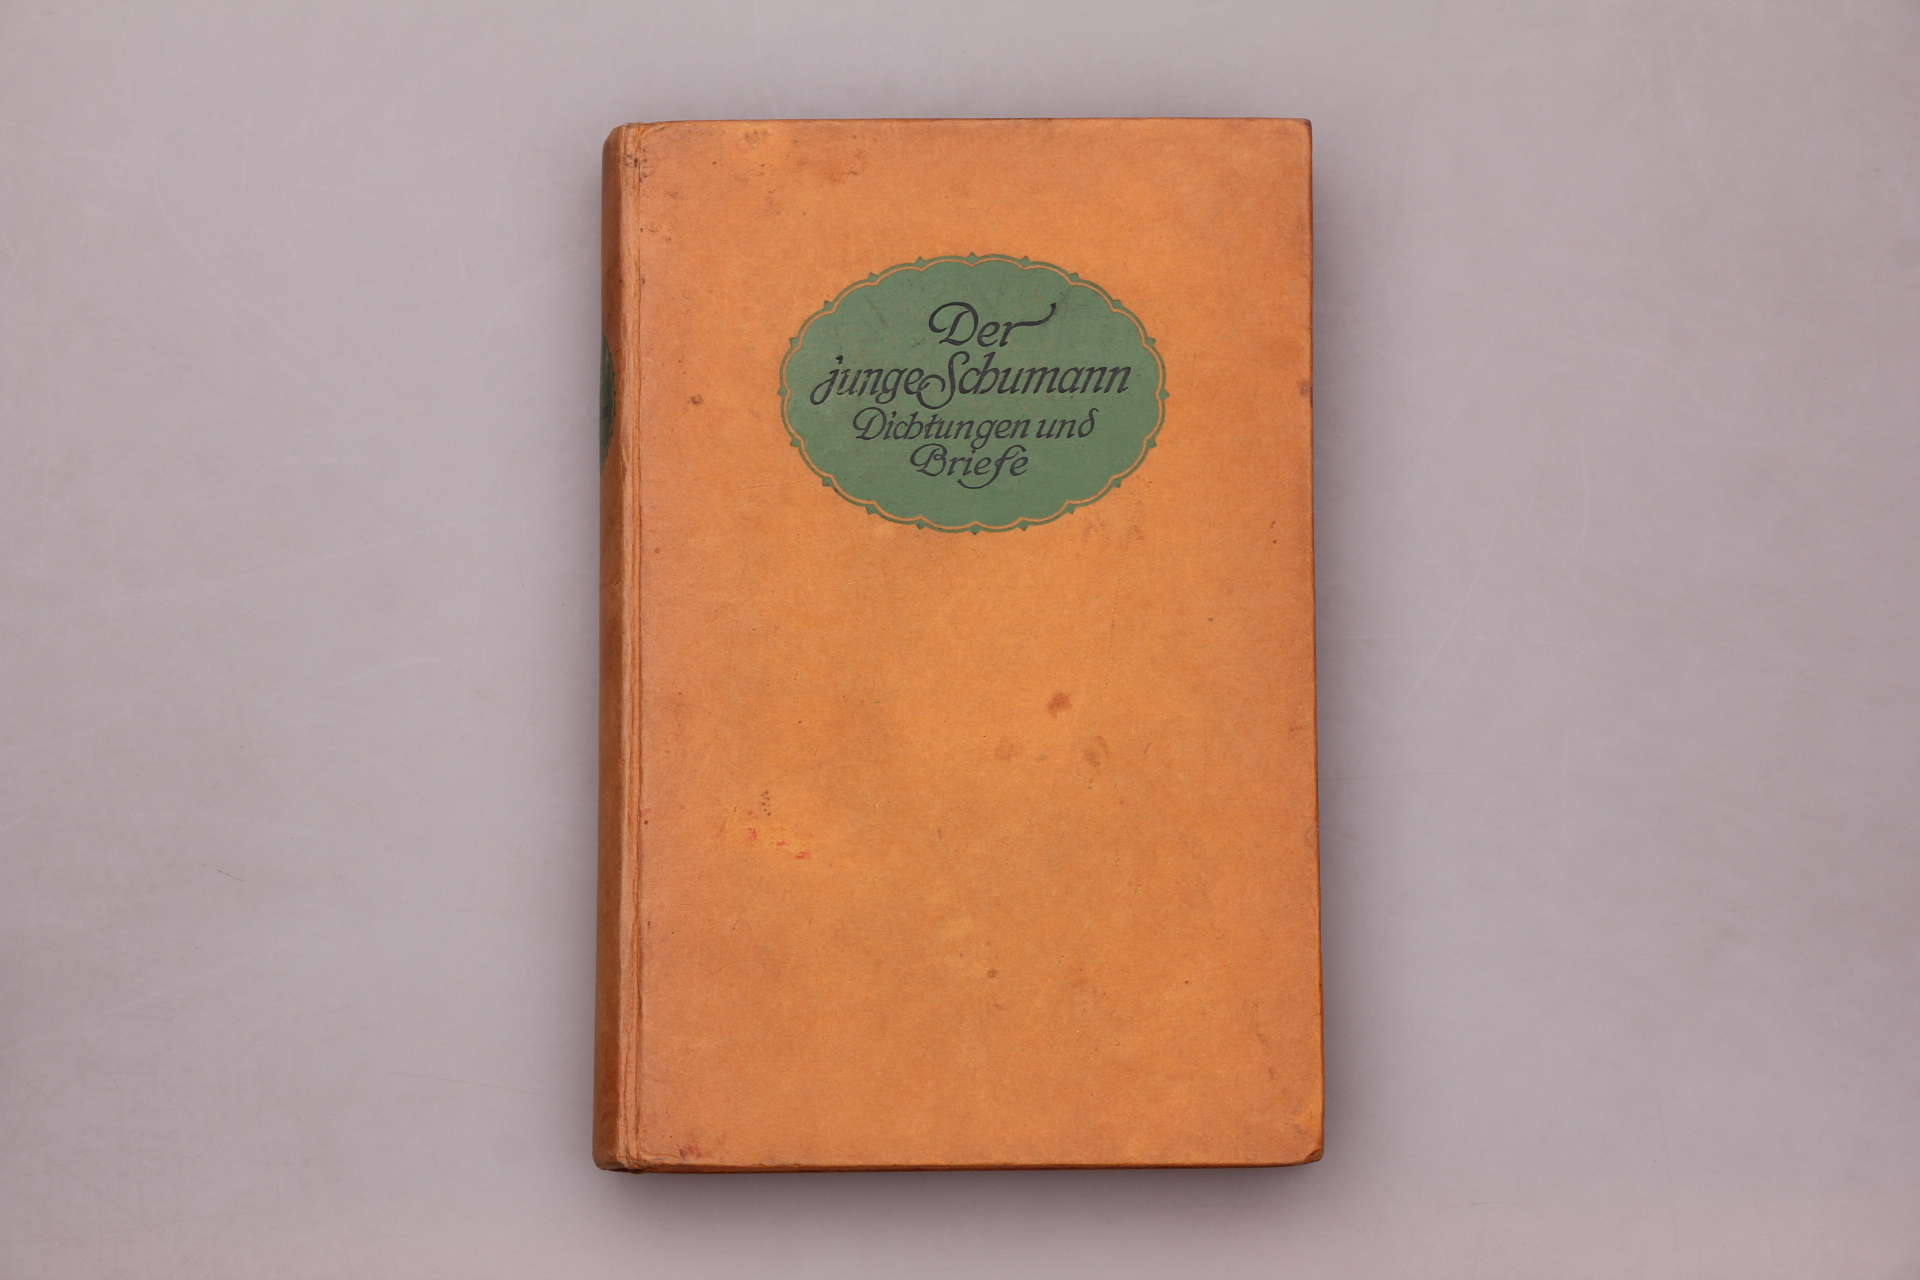 Der
junge Schumann
Dichtungen und
Briefe